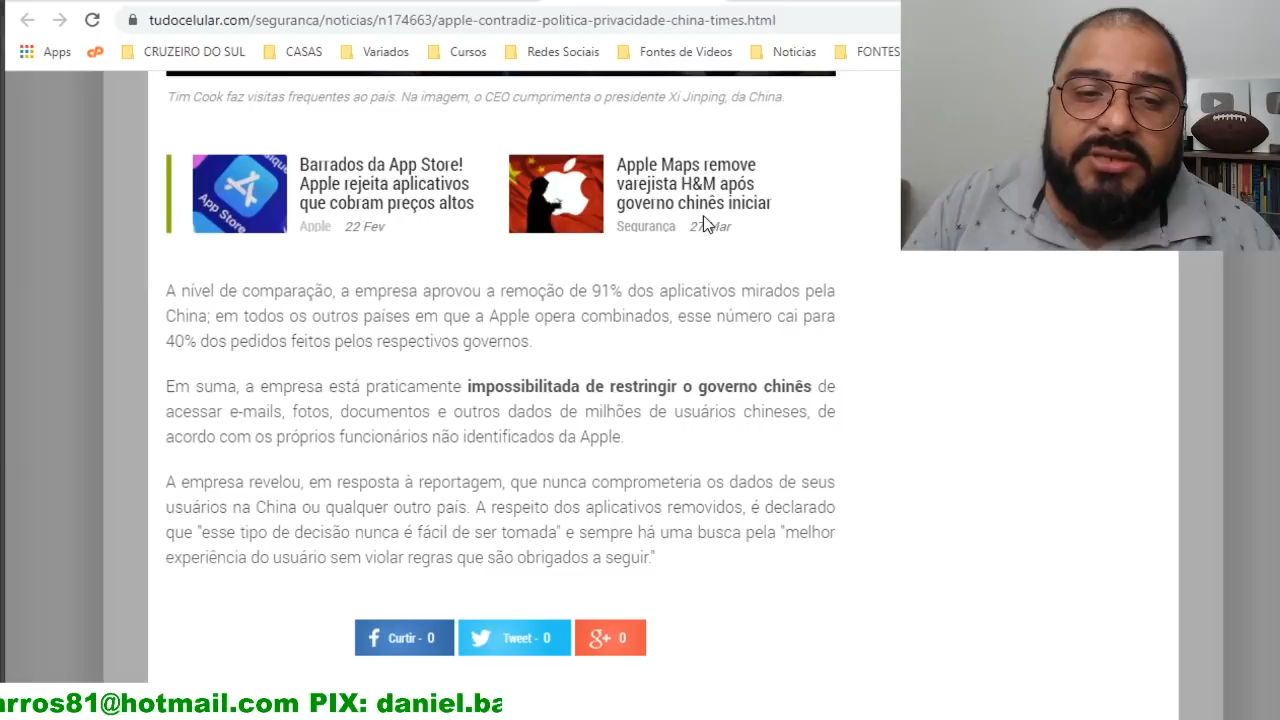 tudocelular.com/seguranca/noticias/n174663/apple-contradiz-politica-privacidade-china-times.html
Apps CRUZEIRO DO SUL CASAS Variados Cursos Redes Sociais Fontes de Videos Noticias FONTES
Tim Cook faz visitas frequentes ao país. Na imagem, o CEO cumprimenta o presidente Xi Jinping, da China.
Barrados da App Store!
Apple rejeita aplicativos
que cobram preços altos
Apple 22 Fev
App Store
Apple Maps remove
varejista H&M após
governo chinês iniciar
Segurança 27 Mar
A nível de comparação, a empresa aprovou a remoção de 91% dos aplicativos mirados pela
China; em todos os outros países em que a Apple opera combinados, esse número cai para
40% dos pedidos feitos pelos respectivos governos.
Em suma, a empresa está praticamente impossibilitada de restringir o governo chinês de
acessar e-mails, fotos, documentos e outros dados de milhões de usuários chineses, de
acordo com os próprios funcionários não identificados da Apple.
A empresa revelou, em resposta à reportagem, que nunca comprometeria os dados de seus
usuários na China ou qualquer outro país. A respeito dos aplicativos removidos, é declarado
que "esse tipo de decisão nunca é fácil de ser tomada" e sempre há uma busca pela "melhor
experiência do usuário sem violar regras que são obrigados a seguir."
Curtir - 0 Tweet - 0 g+ 0
arros81@hotmail.com PIX: daniel.ba